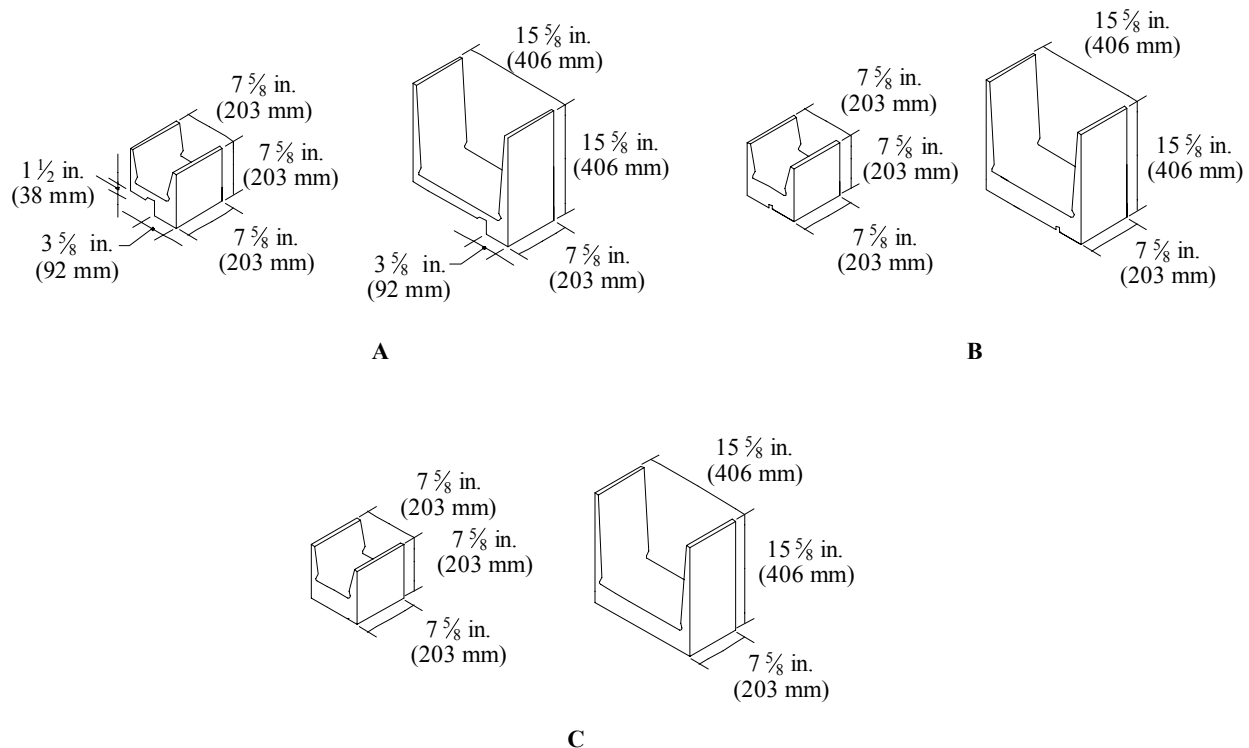 7 5/8 in.
(203 mm)
7 5/8 in.
(203 mm)
1 1/2 in.
(38 mm)
3 5/8 in.
(92 mm)
7 5/8 in.
(203 mm)
15 5/8 in.
(406 mm)
15 5/8 in.
(406 mm)
3 5/8 in.
(92 mm)
7 5/8 in.
(203 mm)
A
7 5/8 in.
(203 mm)
7 5/8 in.
(203 mm)
7 5/8 in.
(203 mm)
15 5/8 in.
(406 mm)
15 5/8 in.
(406 mm)
7 5/8 in.
(203 mm)
B
7 5/8 in.
(203 mm)
7 5/8 in.
(203 mm)
7 5/8 in.
(203 mm)
15 5/8 in.
(406 mm)
15 5/8 in.
(406 mm)
7 5/8 in.
(203 mm)
C